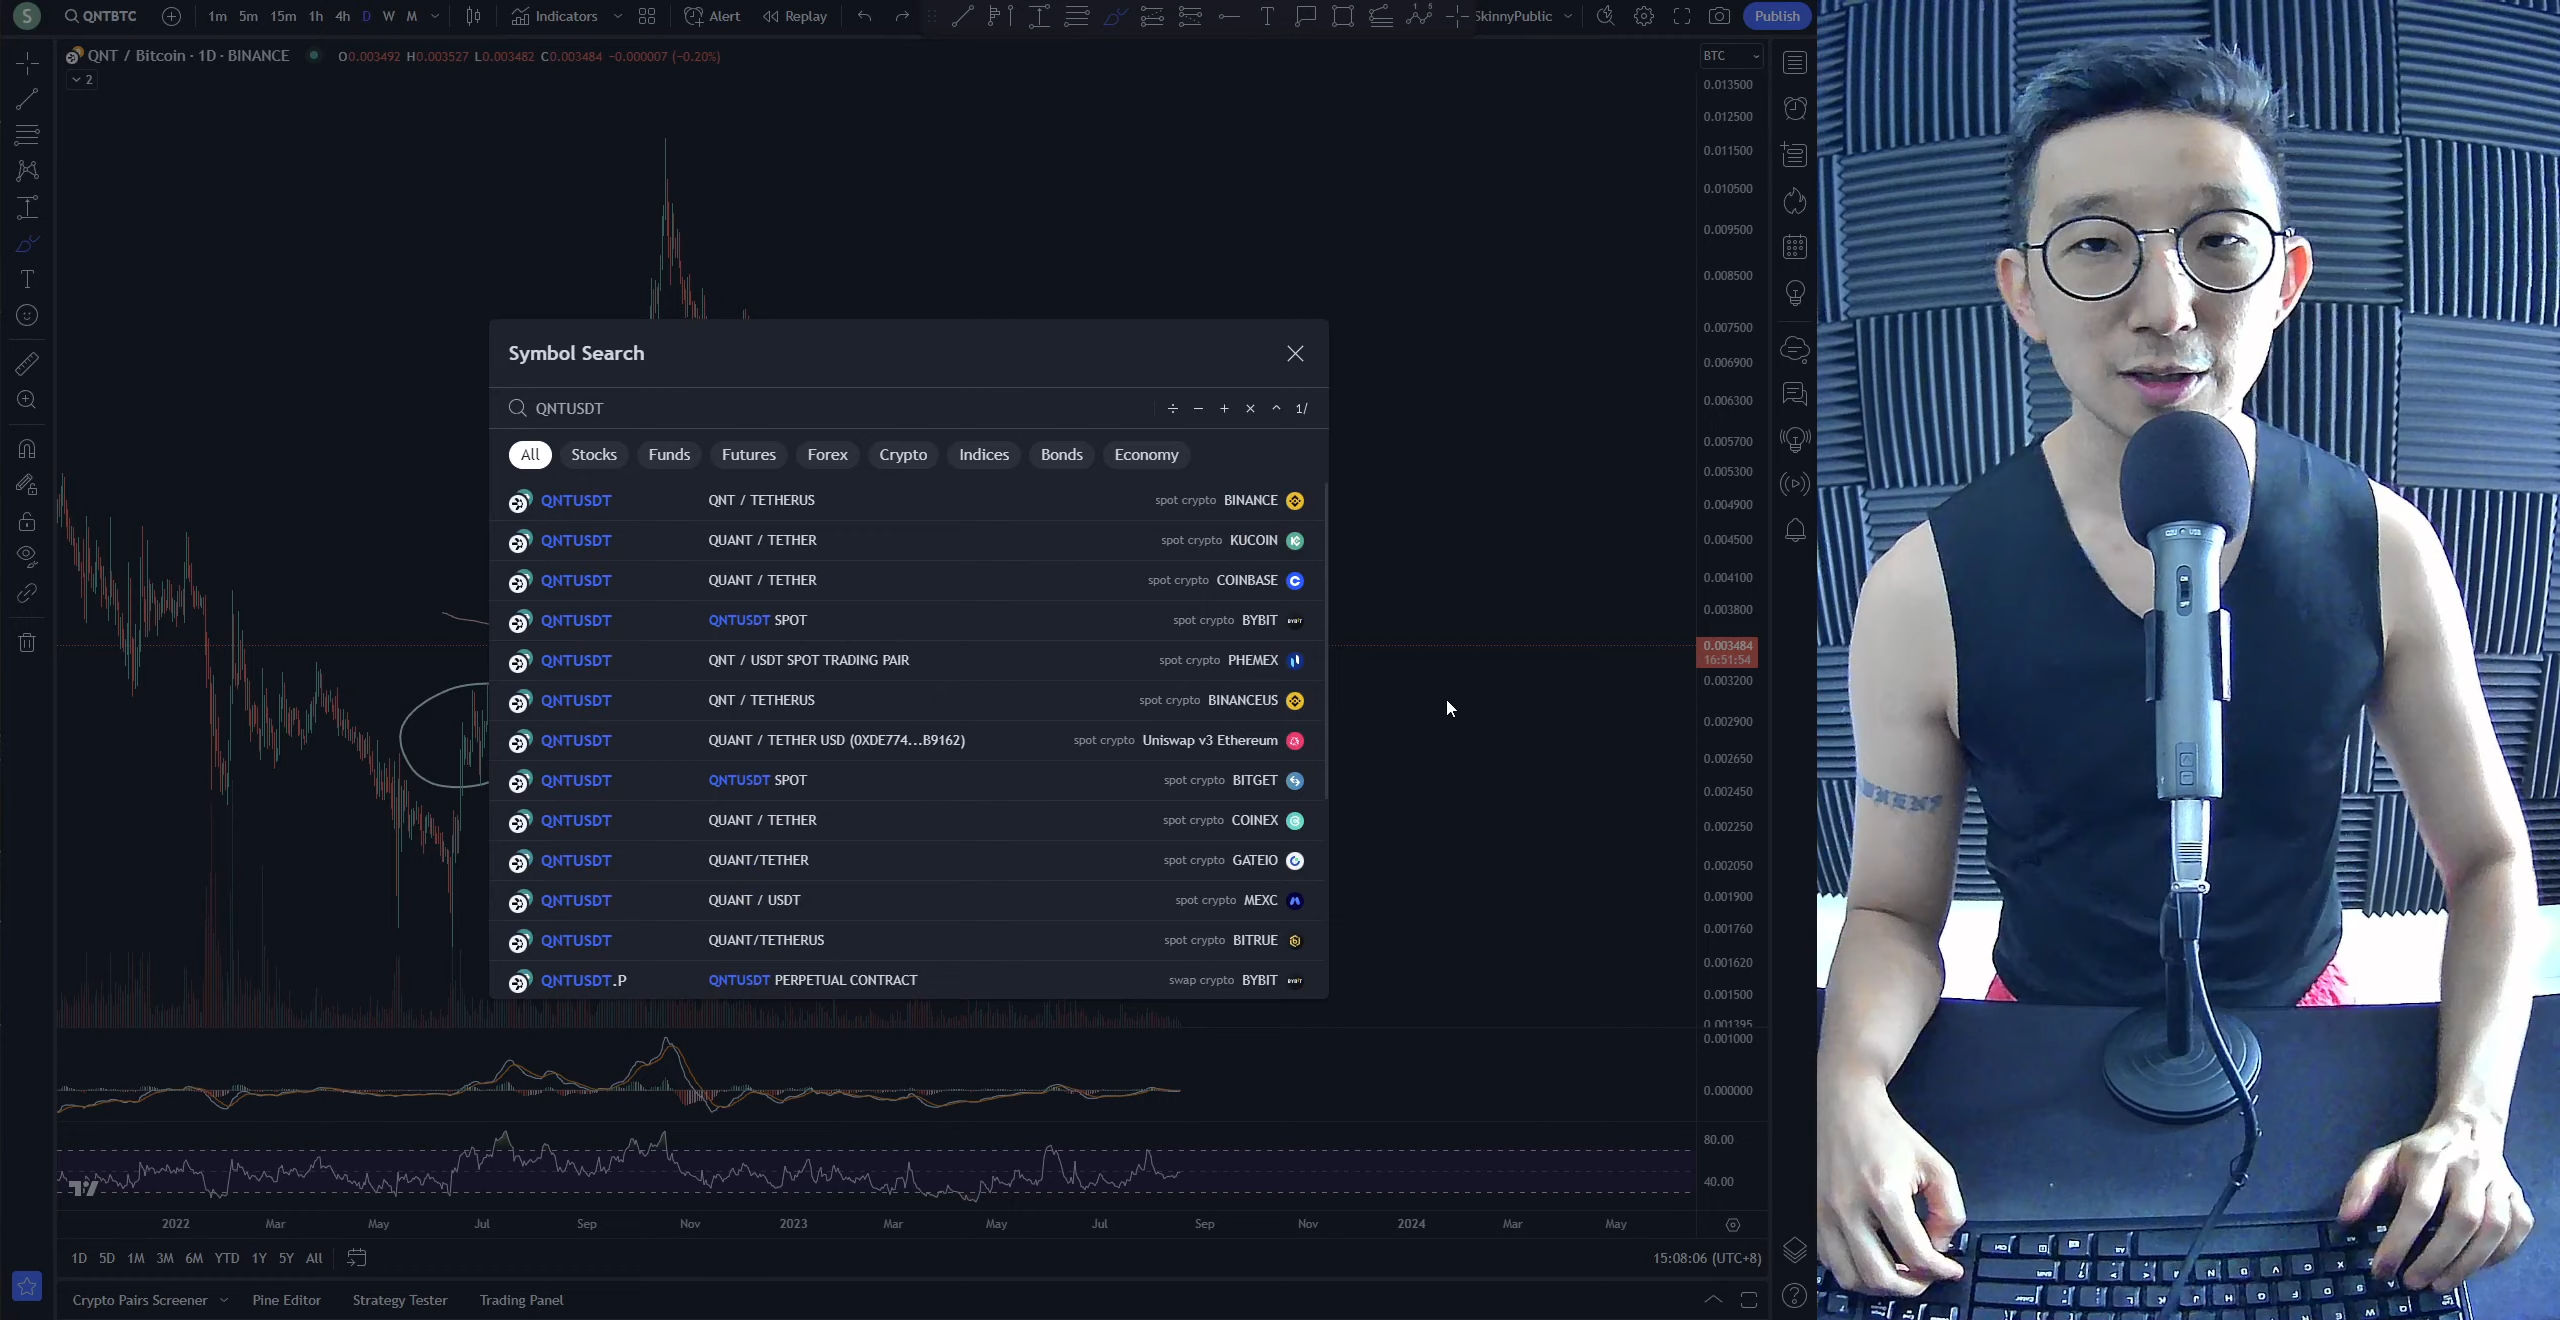 S
QNTBTC
1m 5m 15m 1h 4h D W M
Indicators
Alert
Replay
SkinnyPublic
Publish
QNT / Bitcoin · 1D · BINANCE
O0.003492 H0.003527 L0.003482 C0.003484 −0.000007 (−0.20%)
2
BTC
0.013500
0.012500
0.011500
0.010500
0.009500
0.008500
0.007500
0.006900
0.006300
0.005700
0.005300
0.004900
0.004500
0.004100
0.003800
0.003484
16:51:54
0.003200
0.002900
0.002650
0.002450
0.002250
0.002050
0.001900
0.001760
0.001620
0.001500
0.001395
0.001000
0.000000
80.00
40.00
Symbol Search
QNTUSDT
÷ − + × ^ 1/
All Stocks Funds Futures Forex Crypto Indices Bonds Economy
QNTUSDT QNT / TETHERUS spot crypto BINANCE
QNTUSDT QUANT / TETHER spot crypto KUCOIN
QNTUSDT QUANT / TETHER spot crypto COINBASE
QNTUSDT QNTUSDT SPOT spot crypto BYBIT
QNTUSDT QNT / USDT SPOT TRADING PAIR spot crypto PHEMEX
QNTUSDT QNT / TETHERUS spot crypto BINANCEUS
QNTUSDT QUANT / TETHER USD (0XDE774...B9162) spot crypto Uniswap v3 Ethereum
QNTUSDT QNTUSDT SPOT spot crypto BITGET
QNTUSDT QUANT / TETHER spot crypto COINEX
QNTUSDT QUANT/TETHER spot crypto GATEIO
QNTUSDT QUANT / USDT spot crypto MEXC
QNTUSDT QUANT/TETHERUS spot crypto BITRUE
QNTUSDT.P QNTUSDT PERPETUAL CONTRACT swap crypto BYBIT
2022 Mar May Jul Sep Nov 2023 Mar May Jul Sep Nov 2024 Mar May
1D 5D 1M 3M 6M YTD 1Y 5Y All
15:08:06 (UTC+8)
Crypto Pairs Screener Pine Editor Strategy Tester Trading Panel